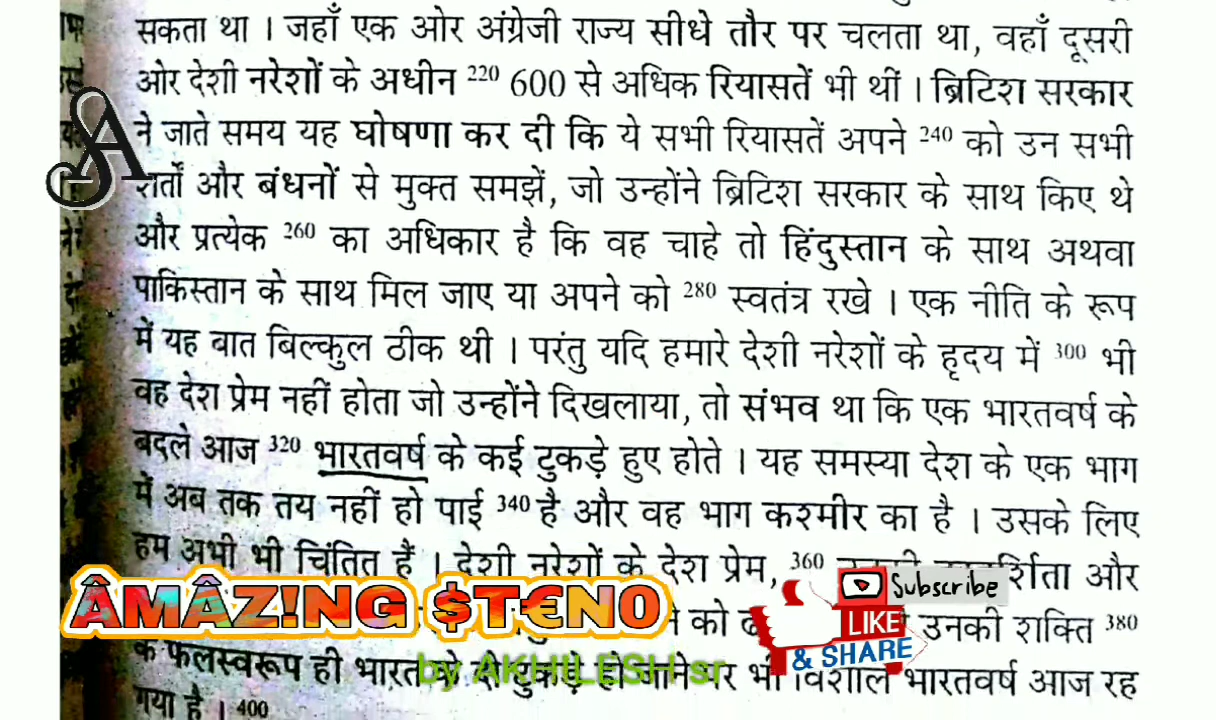 सकता था । जहाँ एक ओर अंग्रेजी राज्य सीधे तौर पर चलता था, वहाँ दूसरी
ओर देशी नरेशों के अधीन 220 600 से अधिक रियासतें भी थीं । ब्रिटिश सरकार
ने जाते समय यह घोषणा कर दी कि ये सभी रियासतें अपने 240 को उन सभी
शर्तों और बंधनों से मुक्त समझें, जो उन्होंने ब्रिटिश सरकार के साथ किए थे
और प्रत्येक 260 का अधिकार है कि वह चाहे तो हिंदुस्तान के साथ अथवा
पाकिस्तान के साथ मिल जाए या अपने को 280 स्वतंत्र रखे । एक नीति के रूप
में यह बात बिल्कुल ठीक थी । परंतु यदि हमारे देशी नरेशों के हृदय में 300 भी
वह देश प्रेम नहीं होता जो उन्होंने दिखलाया, तो संभव था कि एक भारतवर्ष के
बदले आज 320 भारतवर्ष के कई टुकड़े हुए होते । यह समस्या देश के एक भाग
में अब तक तय नहीं हो पाई 340 है और वह भाग कश्मीर का है । उसके लिए
हम अभी भी चिंतित हैं । देशी नरेशों के देश प्रेम, 360 और
ÂMÂZ!NG $T€N0
Subscribe
LIKE
& SHARE
को उनकी शक्ति 380
by AKHILESH sr
के फलस्वरूप ही भी विशाल भारतवर्ष आज रह
गया है । 400